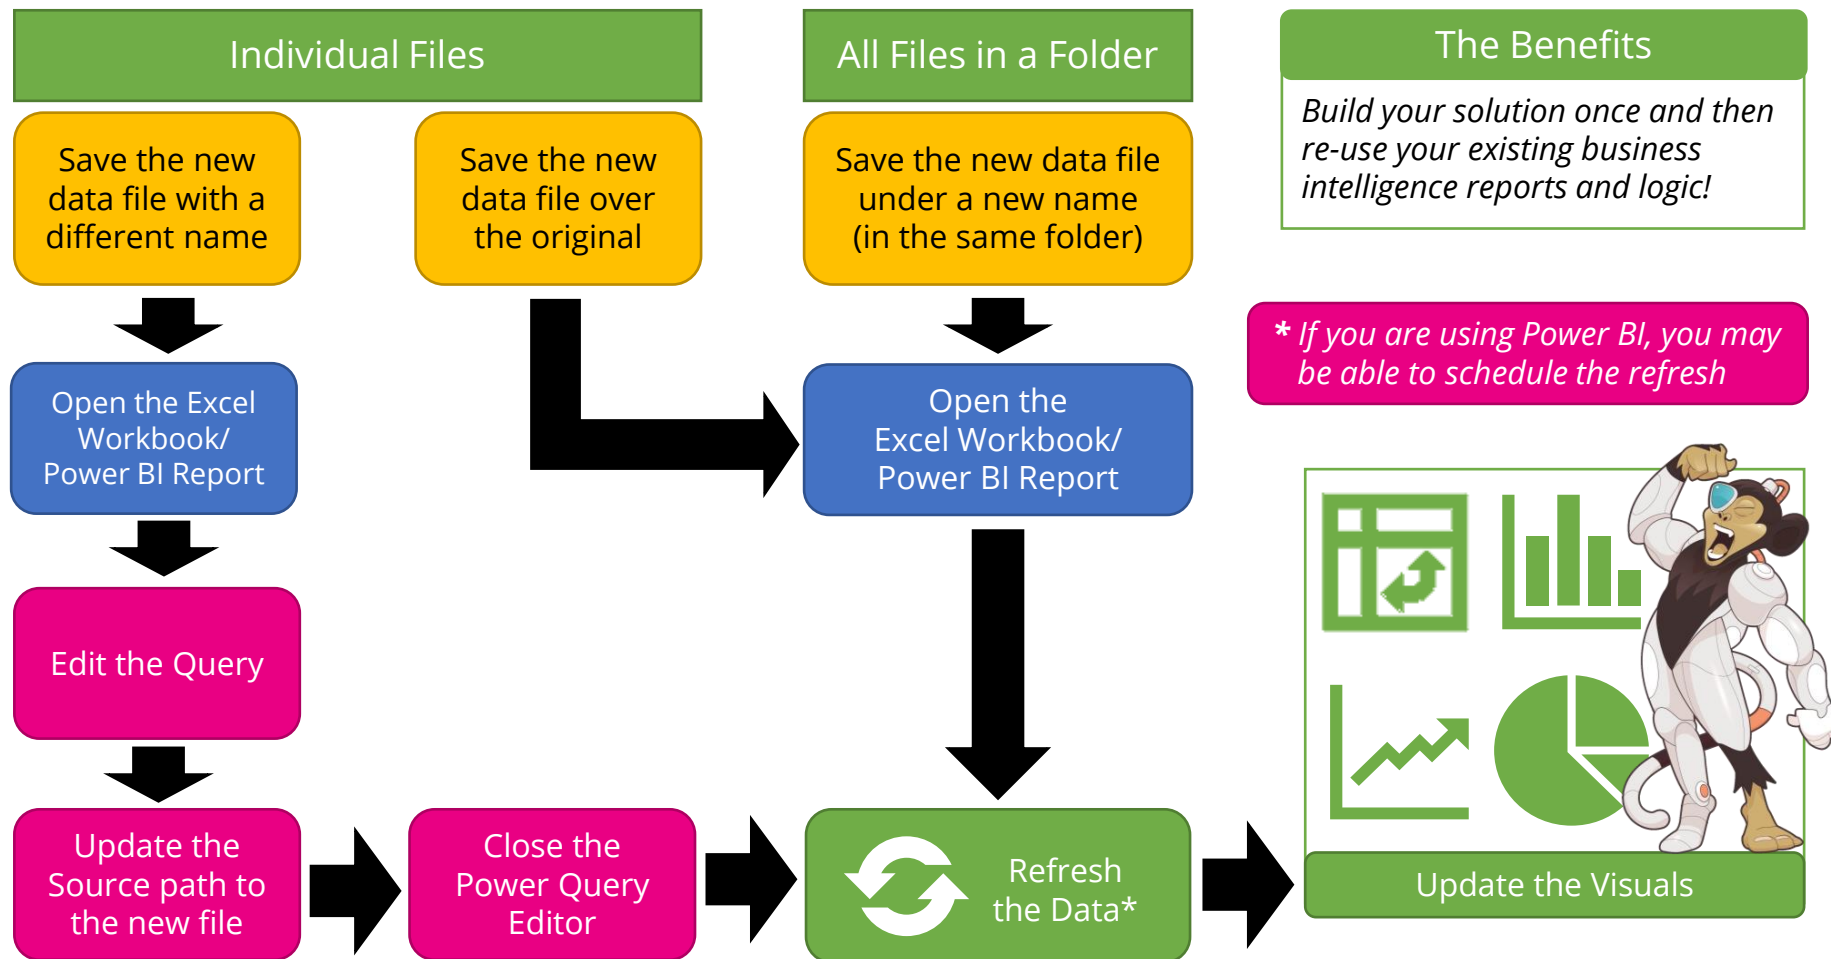 Individual Files
All Files in a Folder
The Benefits
Build your solution once and then
re-use your existing business
intelligence reports and logic!
Save the new
data file with a
different name
Save the new
data file over
the original
Save the new data file
under a new name
(in the same folder)
* If you are using Power BI, you may
be able to schedule the refresh
Open the Excel
Workbook/
Power BI Report
Open the
Excel Workbook/
Power BI Report
Edit the Query
Update the
Source path to
the new file
Close the
Power Query
Editor
Refresh
the Data*
Update the Visuals